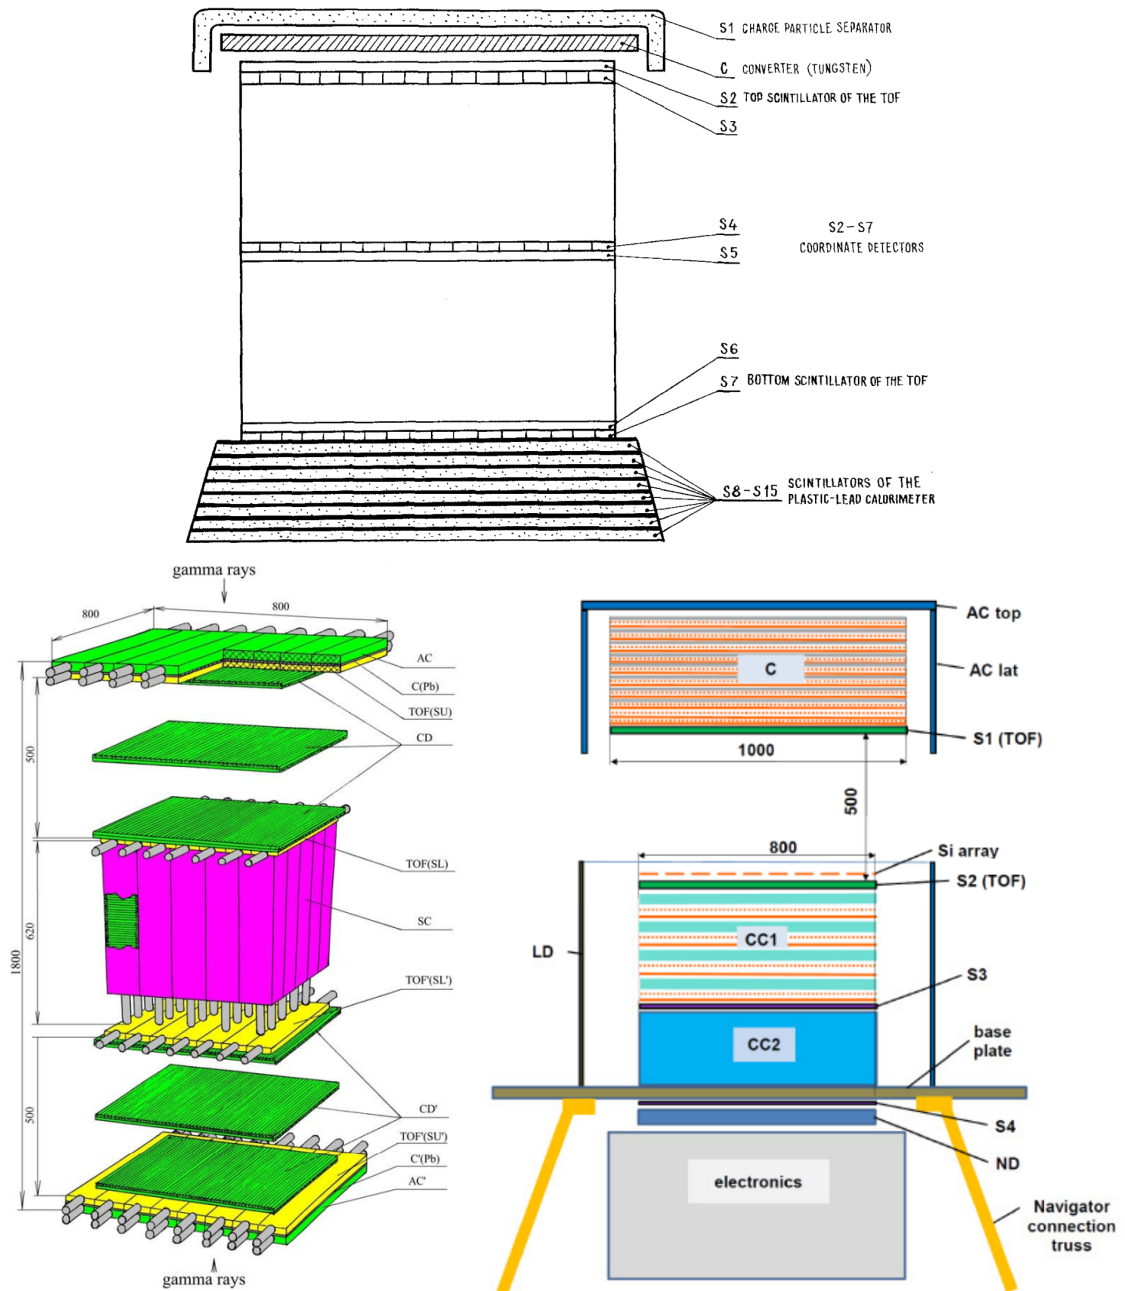 S1 CHARGE PARTICLE SEPARATOR
C CONVERTER (TUNGSTEN)
S2 TOP SCINTILLATOR OF THE TOF
S3
S4
S5
S2-S7
COORDINATE DETECTORS
S6
S7 BOTTOM SCINTILLATOR OF THE TOF
S8-S15 SCINTILLATORS OF THE
PLASTIC-LEAD CALORIMETER
gamma rays
800
800
AC
C(Pb)
TOF(SU)
CD
500
TOF(SL)
SC
620
1800
TOF'(SL')
CD'
500
TOF'(SU')
C'(Pb)
AC'
gamma rays
AC top
AC lat
C
S1 (TOF)
1000
500
800
Si array
S2 (TOF)
CC1
LD
S3
CC2
base
plate
S4
ND
electronics
Navigator
connection
truss